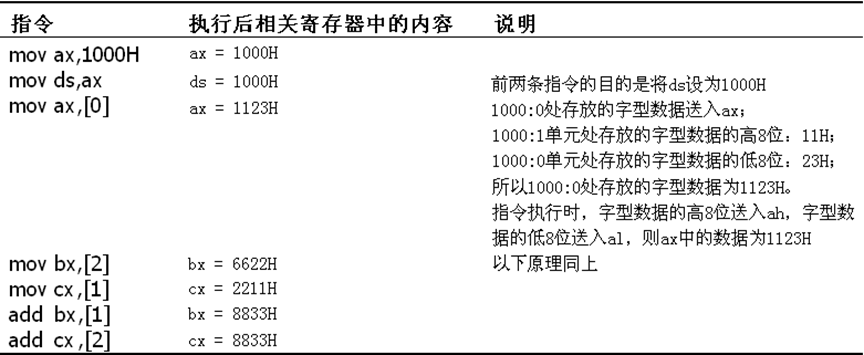 指令 执行后相关寄存器中的内容 说明
mov ax,1000H ax = 1000H
mov ds,ax ds = 1000H 前两条指令的目的是将ds设为1000H
mov ax,[0] ax = 1123H 1000:0处存放的字型数据送入ax;
1000:1单元处存放的字型数据的高8位：11H；
1000:0单元处存放的字型数据的低8位：23H；
所以1000:0处存放的字型数据为1123H。
指令执行时，字型数据的高8位送入ah，字型数
据的低8位送入al，则ax中的数据为1123H
mov bx,[2] bx = 6622H 以下原理同上
mov cx,[1] cx = 2211H
add bx,[1] bx = 8833H
add cx,[2] cx = 8833H